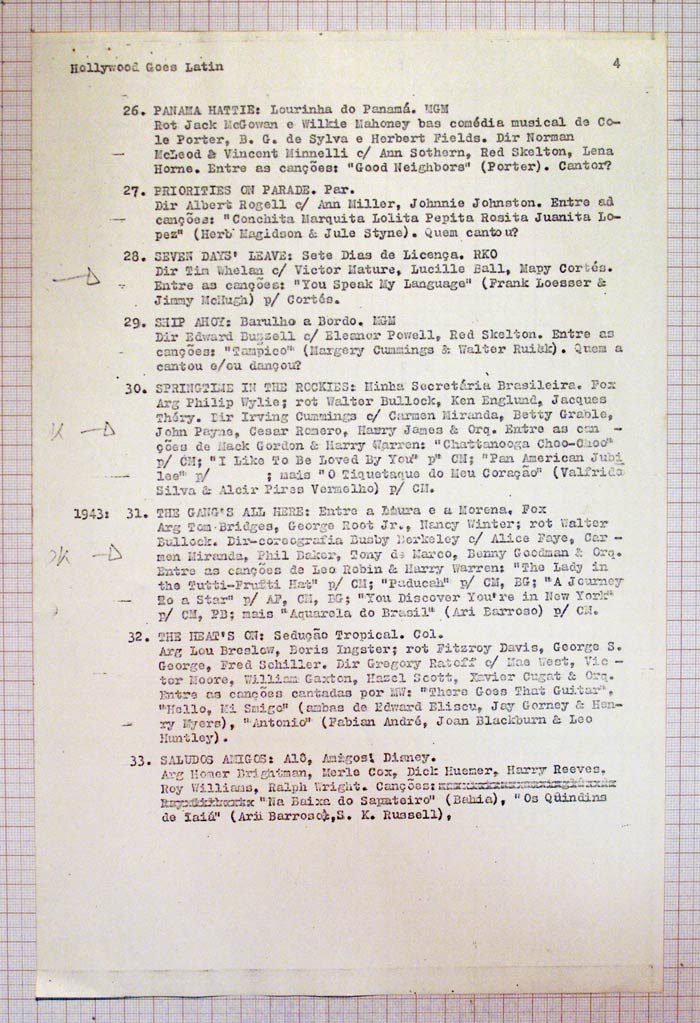 Hollywood Goes Latin 4
26. PANAMA HATTIE: Lourinha do Panamá. MGM
Rot Jack McGowan e Wilkie Mahoney bas comédia musical de Co-
le Porter, B. G. de Sylva e Herbert Fields. Dir Norman
McLeod & Vincent Minnelli c/ Ann Sothern, Red Skelton, Lena
Horne. Entre as canções: "Good Neighbors" (Porter). Cantor?
27. PRIORITIES ON PARADE. Par.
Dir Albert Rogell c/ Ann Miller, Johnnie Johnston. Entre ad
canções: "Conchita Marquita Lolita Pepita Rosita Juanita Lo-
pez" (Herb Magidson & Jule Styne). Quem cantou?
28. SEVEN DAYS' LEAVE: Sete Dias de Licença. RKO
Dir Tim Whelan c/ Victor Mature, Lucille Ball, Mapy Cortés.
Entre as canções: "You Speak My Language" (Frank Loesser &
Jimmy McHugh) p/ Cortés.
29. SHIP AHOY: Barulho a Bordo. MGM
Dir Edward Buzzell c/ Eleanor Powell, Red Skelton. Entre as
canções: "Tampico" (Margery Cummings & Walter Ruick). Quem a
cantou e/ou dançou?
30. SPRINGTIME IN THE ROCKIES: Minha Secretária Brasileira. Fox
Arg Philip Wylie; rot Walter Bullock, Ken Englund, Jacques
Théry. Dir Irving Cummings c/ Carmen Miranda, Betty Grable,
John Payne, Cesar Romero, Harry James & Orq. Entre as can -
OK ções de Mack Gordon & Harry Warren: "Chattanooga Choo-Choo"
p/ CM; "I Like To Be Loved By You" p" CM; "Pan American Jubi
lee" p/ ; mais "O Tiquetaque do Meu Coração" (Valfrido
Silva & Alcir Pires Vermelho) p/ CM.
1943: 31. THE GANG'S ALL HERE: Entre a Loura e a Morena. Fox
Arg Tom Bridges, George Root Jr., Nancy Winter; rot Walter
Bullock. Dir-coreografia Busby Berkeley c/ Alice Faye, Car -
OK men Miranda, Phil Baker, Tony de Marco, Benny Goodman & Orq.
Entre as canções de Leo Robin & Harry Warren: "The Lady in
the Tutti-Frutti Hat" p/ CM; "Paducah" p/ CM, BG; "A Journey
To a Star" p/ AF, CM, BG; "You Discover You're in New York"
p/ CM, PB; mais "Aquarela do Brasil" (Ari Barroso) p/ CM.
32. THE HEAT'S ON: Sedução Tropical. Col.
Arg Lou Breslow, Boris Ingster; rot Fitzroy Davis, George S.
George, Fred Schiller. Dir Gregory Ratoff c/ Mae West, Vic -
tor Moore, William Gaxton, Hazel Scott, Xavier Cugat & Orq.
Entre as canções cantadas por MW: "There Goes That Guitar",
"Hello, Mi Amigo" (ambas de Edward Eliscu, Jay Gorney & Hen-
ry Myers), "Antonio" (Fabian André, Joan Blackburn & Leo
Huntley).
33. SALUDOS AMIGOS: Alô, Amigos! Disney.
Arg Homer Brightman, Merle Cox, Dick Huemer, Harry Reeves,
Roy Williams, Ralph Wright. Canções:
"Na Baixa do Sapateiro" (Bahia), "Os Qüindins
de Iaiá" (Ari Barroso, S. K. Russell),